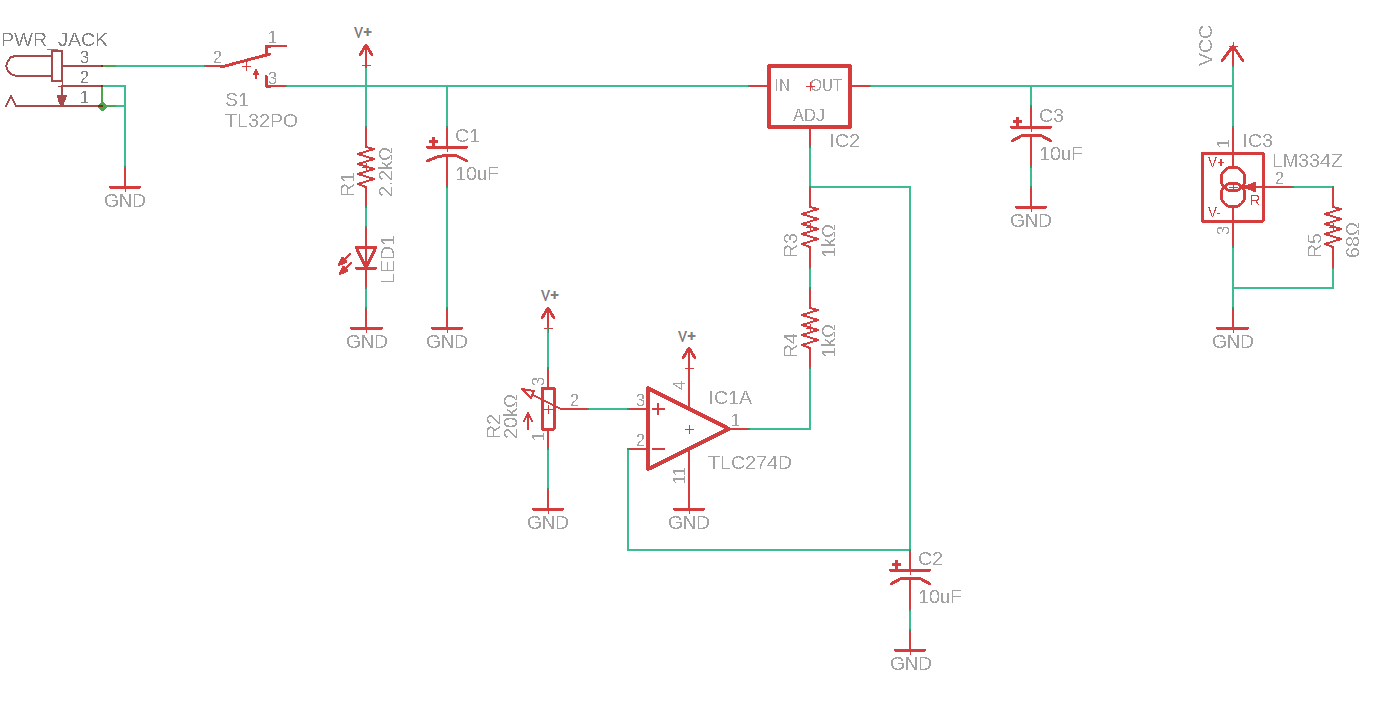 PWR_JACK
3
2
1
GND
2
1
3
S1
TL32PO
V+
R1
2.2kΩ
LED1
GND
C1
10uF
GND
V+
R2
20kΩ
3
2
1
GND
V+
4
3
2
1
11
IC1A
TLC274D
GND
IN
OUT
ADJ
IC2
R3
1kΩ
R4
1kΩ
C2
10uF
GND
C3
10uF
GND
VCC
1
IC3
LM334Z
V+
2
R
V-
3
R5
68Ω
GND